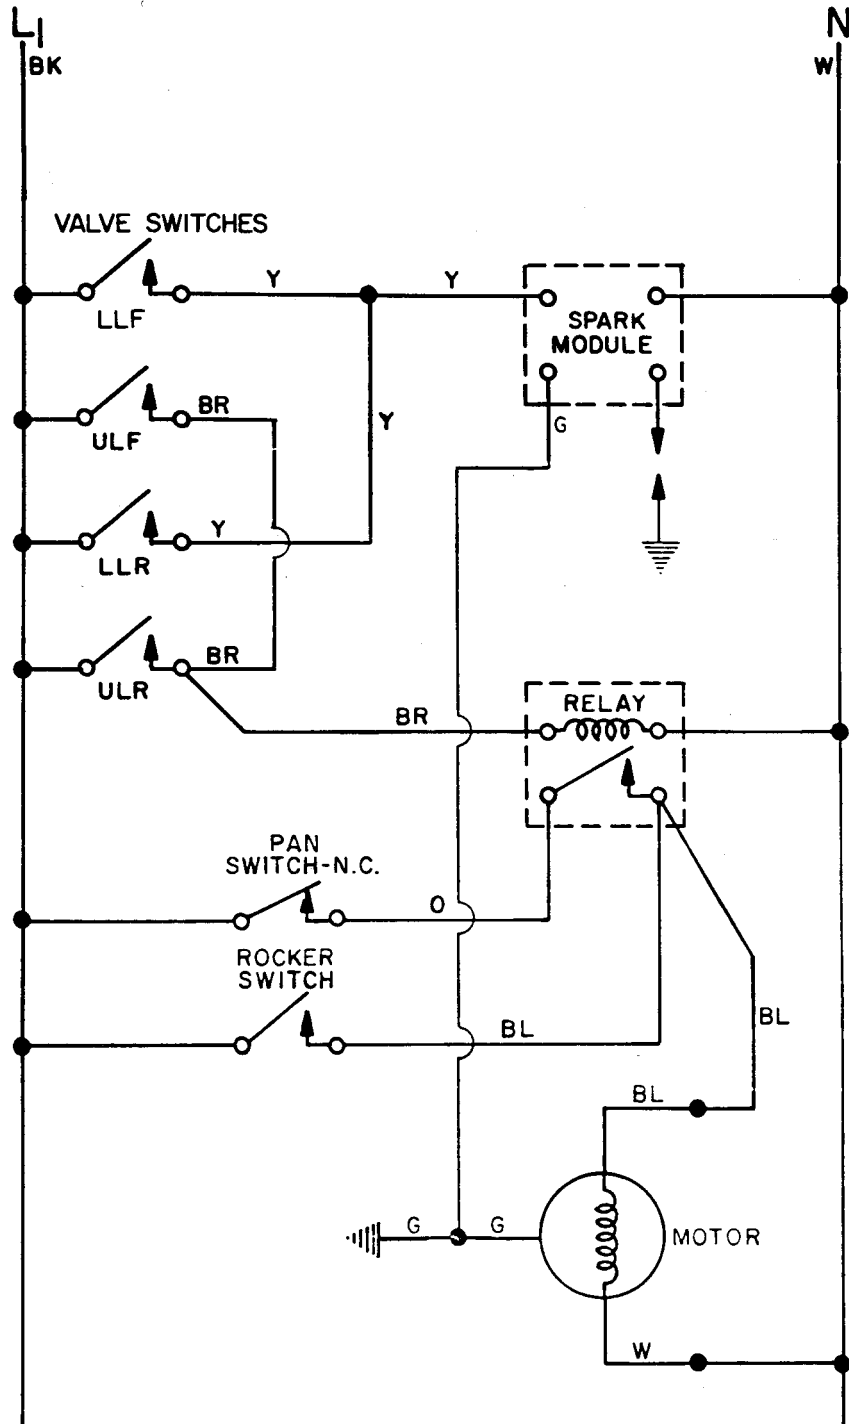 L1 N
BK W
VALVE SWITCHES
Y Y
LLF
SPARK
MODULE
BR
Y
G
ULF
Y
LLR
BR
ULR
RELAY
BR
PAN
SWITCH-N.C.
O
ROCKER
SWITCH
BL
BL
BL
G G
MOTOR
W